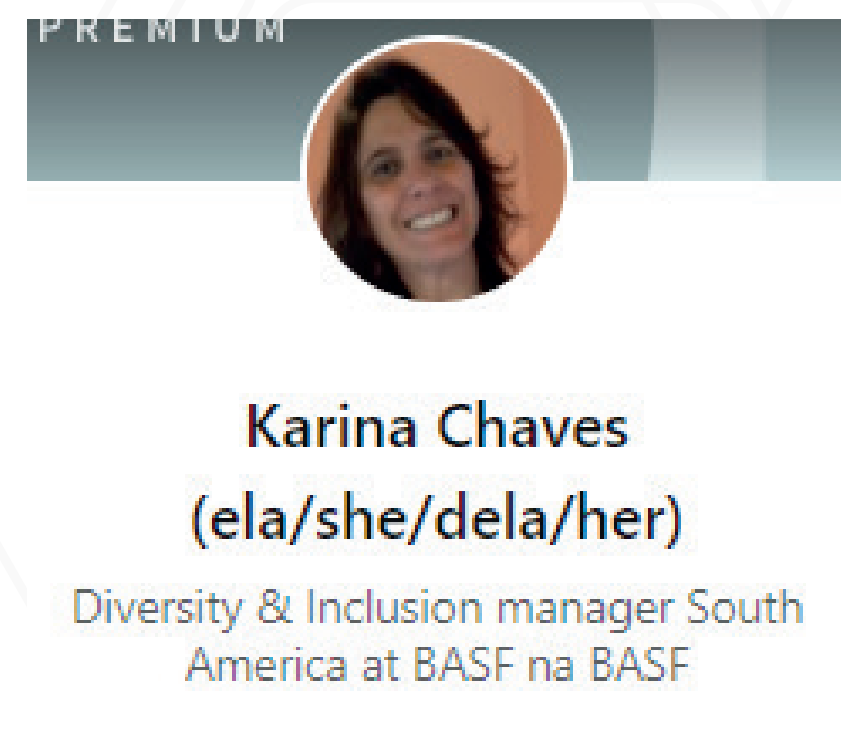 PREMIUM
Karina Chaves
(ela/she/dela/her)
Diversity & Inclusion manager South
America at BASF na BASF